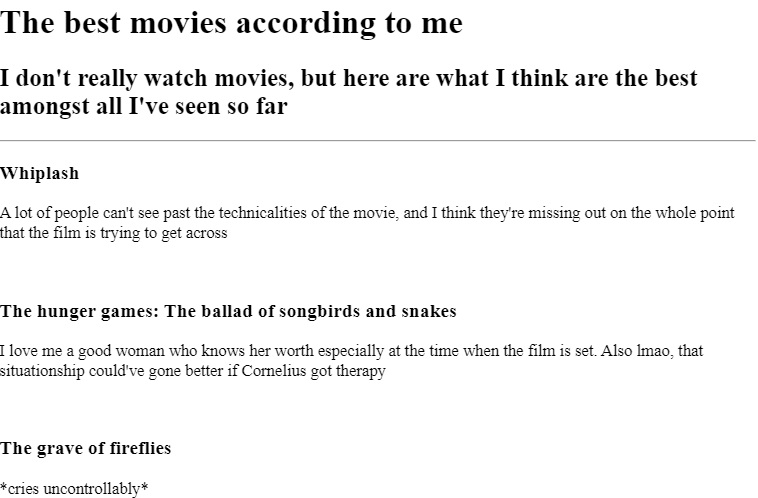 The best movies according to me
I don't really watch movies, but here are what I think are the best
amongst all I've seen so far
Whiplash
A lot of people can't see past the technicalities of the movie, and I think they're missing out on the whole point
that the film is trying to get across
The hunger games: The ballad of songbirds and snakes
I love me a good woman who knows her worth especially at the time when the film is set. Also lmao, that
situationship could've gone better if Cornelius got therapy
The grave of fireflies
*cries uncontrollably*